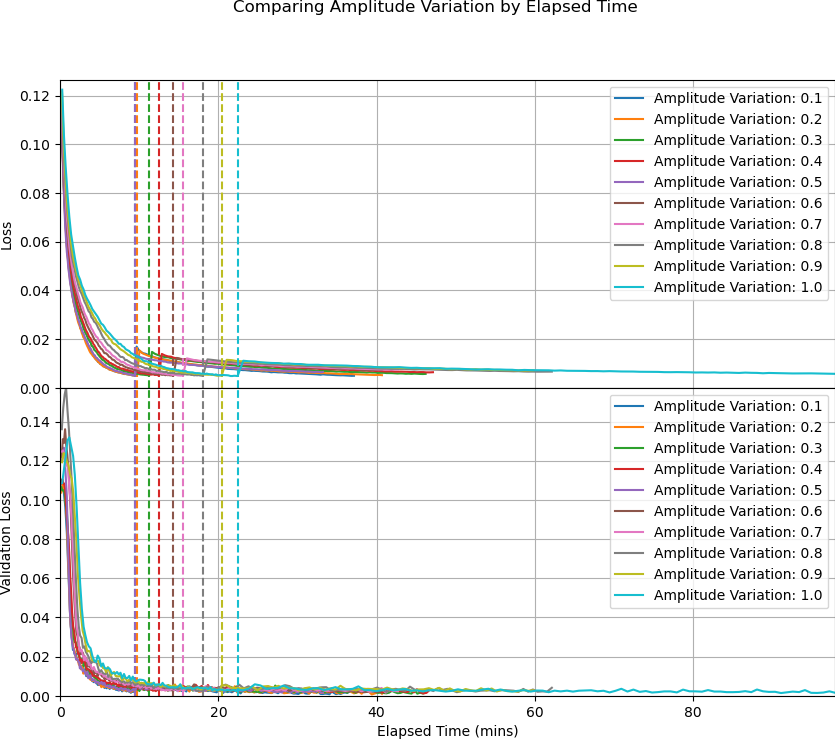 Comparing Amplitude Variation by Elapsed Time
0.12
0.10
0.08
0.06
0.04
0.02
0.00
Loss
Amplitude Variation: 0.1
Amplitude Variation: 0.2
Amplitude Variation: 0.3
Amplitude Variation: 0.4
Amplitude Variation: 0.5
Amplitude Variation: 0.6
Amplitude Variation: 0.7
Amplitude Variation: 0.8
Amplitude Variation: 0.9
Amplitude Variation: 1.0
0.14
0.12
0.10
0.08
0.06
0.04
0.02
0.00
Validation Loss
Amplitude Variation: 0.1
Amplitude Variation: 0.2
Amplitude Variation: 0.3
Amplitude Variation: 0.4
Amplitude Variation: 0.5
Amplitude Variation: 0.6
Amplitude Variation: 0.7
Amplitude Variation: 0.8
Amplitude Variation: 0.9
Amplitude Variation: 1.0
0 20 40 60 80
Elapsed Time (mins)